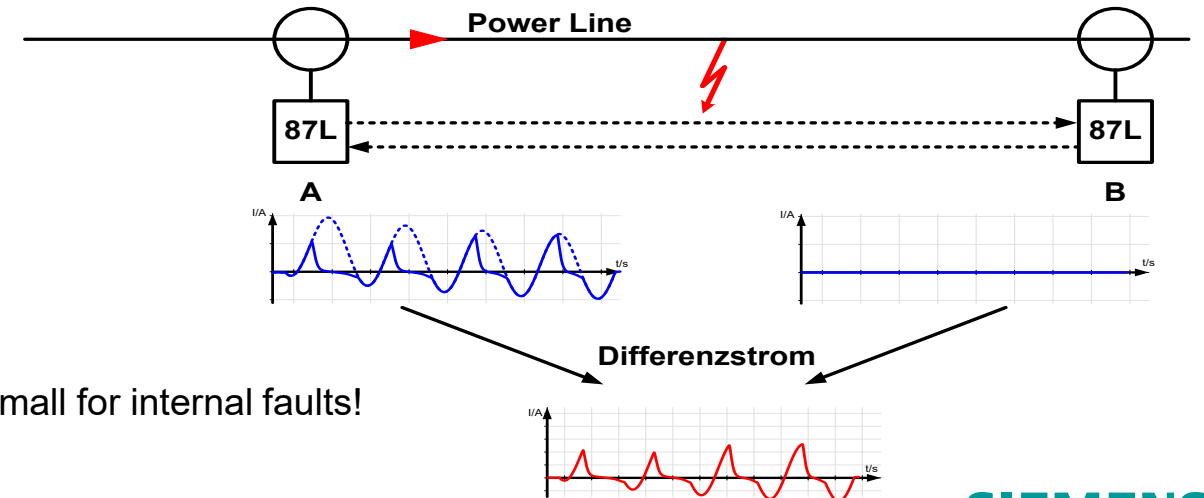 Power Line
87L
87L
A
B
I/A
t/s
I/A
t/s
Differenzstrom
mall for internal faults!
I/A
t/s